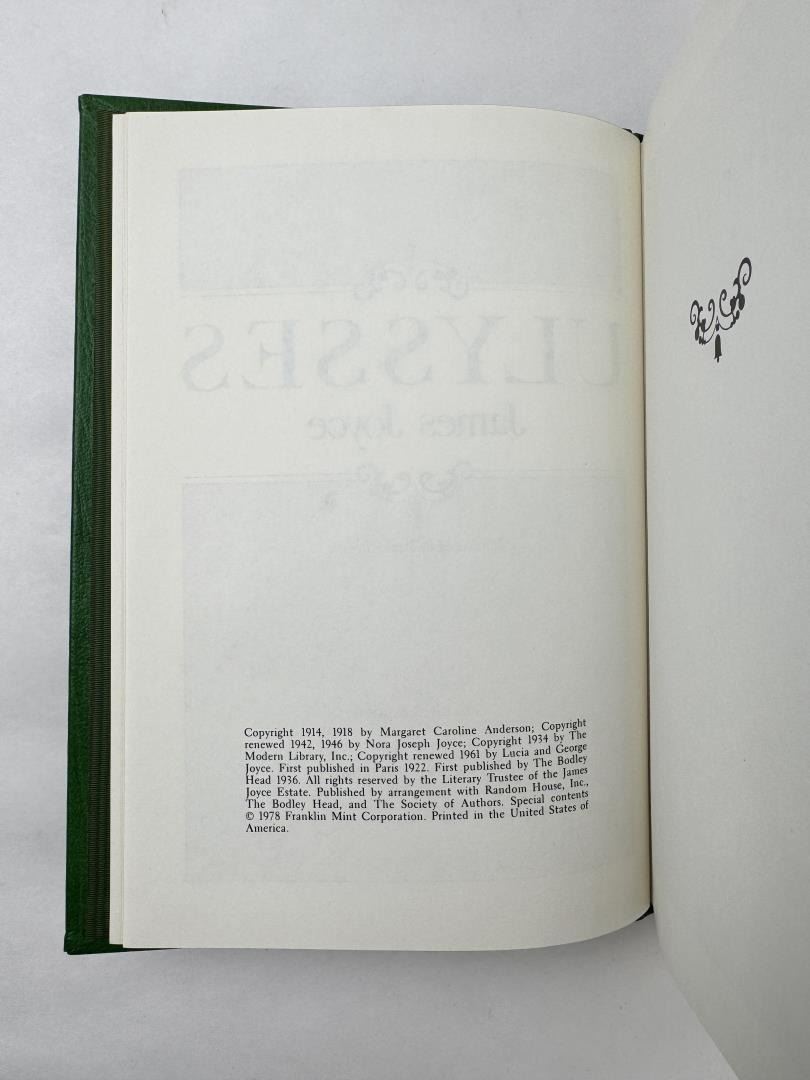 ULYSSES
James Joyce
Copyright 1914, 1918 by Margaret Caroline Anderson; Copyright
renewed 1942, 1946 by Nora Joseph Joyce; Copyright 1934 by The
Modern Library, Inc.; Copyright renewed 1961 by Lucia and George
Joyce. First published in Paris 1922. First published by The Bodley
Head 1936. All rights reserved by the Literary Trustee of the James
Joyce Estate. Published by arrangement with Random House, Inc.,
The Bodley Head, and The Society of Authors. Special contents
© 1978 Franklin Mint Corporation. Printed in the United States of
America.